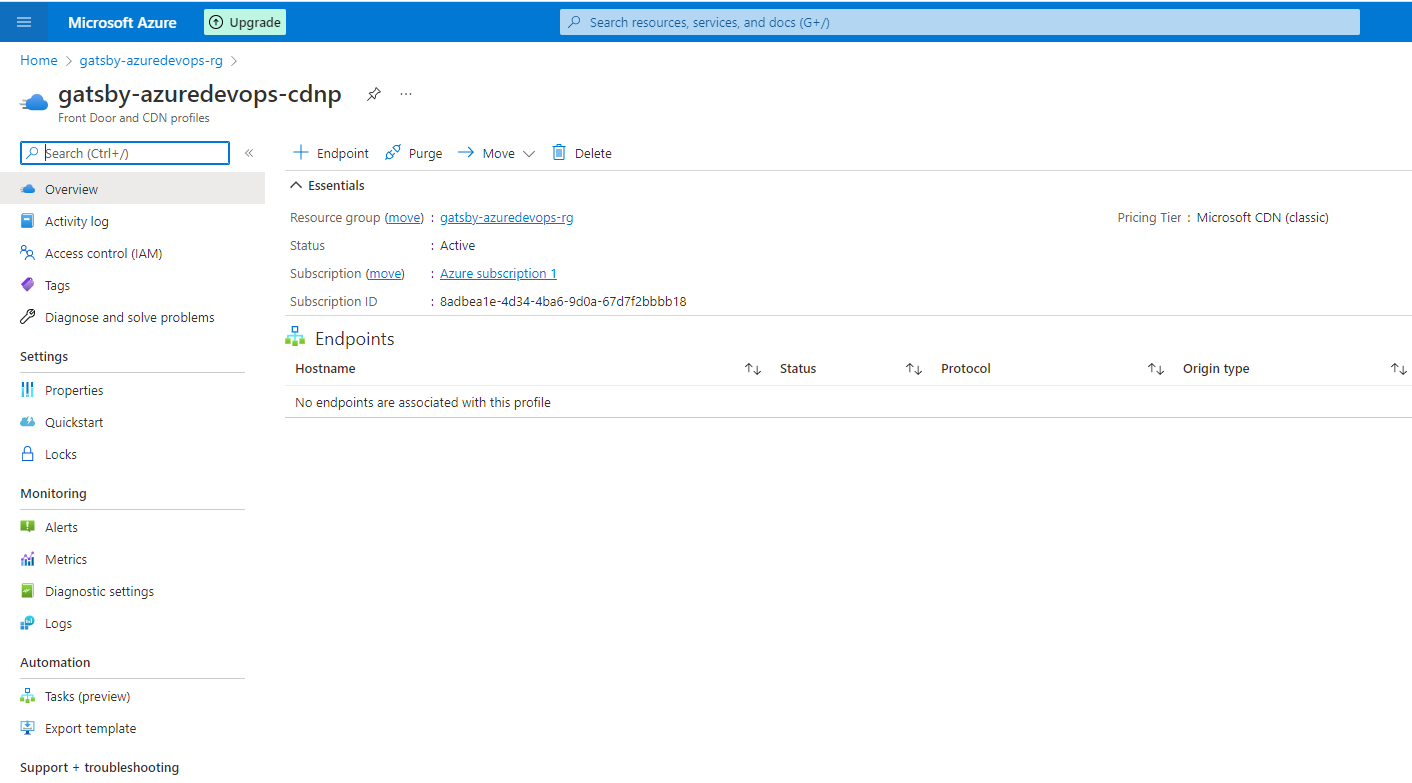 Microsoft Azure
Upgrade
Search resources, services, and docs (G+/)
Home > gatsby-azuredevops-rg >
gatsby-azuredevops-cdnp ...
Front Door and CDN profiles
Search (Ctrl+/) «
Overview
Activity log
Access control (IAM)
Tags
Diagnose and solve problems
Settings
Properties
Quickstart
Locks
Monitoring
Alerts
Metrics
Diagnostic settings
Logs
Automation
Tasks (preview)
Export template
Support + troubleshooting
Endpoint Purge Move Delete
Essentials
Resource group (move) : gatsby-azuredevops-rg
Status : Active
Subscription (move) : Azure subscription 1
Subscription ID : 8adbea1e-4d34-4ba6-9d0a-67d7f2bbbb18
Pricing Tier : Microsoft CDN (classic)
Endpoints
Hostname Status Protocol Origin type
No endpoints are associated with this profile